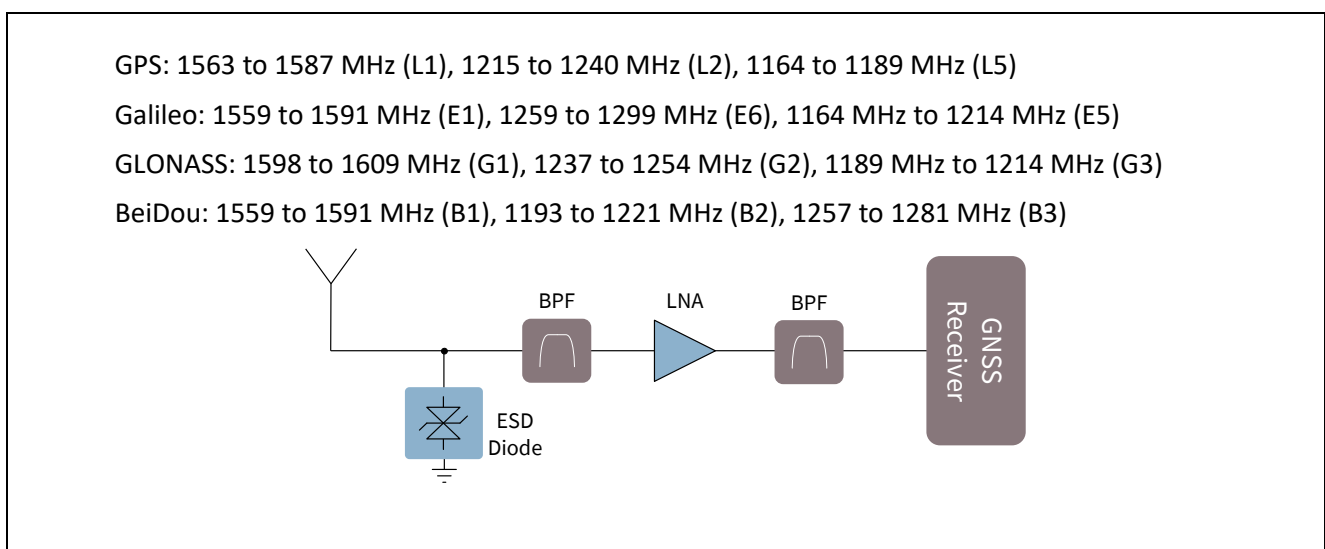 GPS: 1563 to 1587 MHz (L1), 1215 to 1240 MHz (L2), 1164 to 1189 MHz (L5)
Galileo: 1559 to 1591 MHz (E1), 1259 to 1299 MHz (E6), 1164 MHz to 1214 MHz (E5)
GLONASS: 1598 to 1609 MHz (G1), 1237 to 1254 MHz (G2), 1189 MHz to 1214 MHz (G3)
BeiDou: 1559 to 1591 MHz (B1), 1193 to 1221 MHz (B2), 1257 to 1281 MHz (B3)
BPF
LNA
BPF
GNSS
Receiver
ESD
Diode